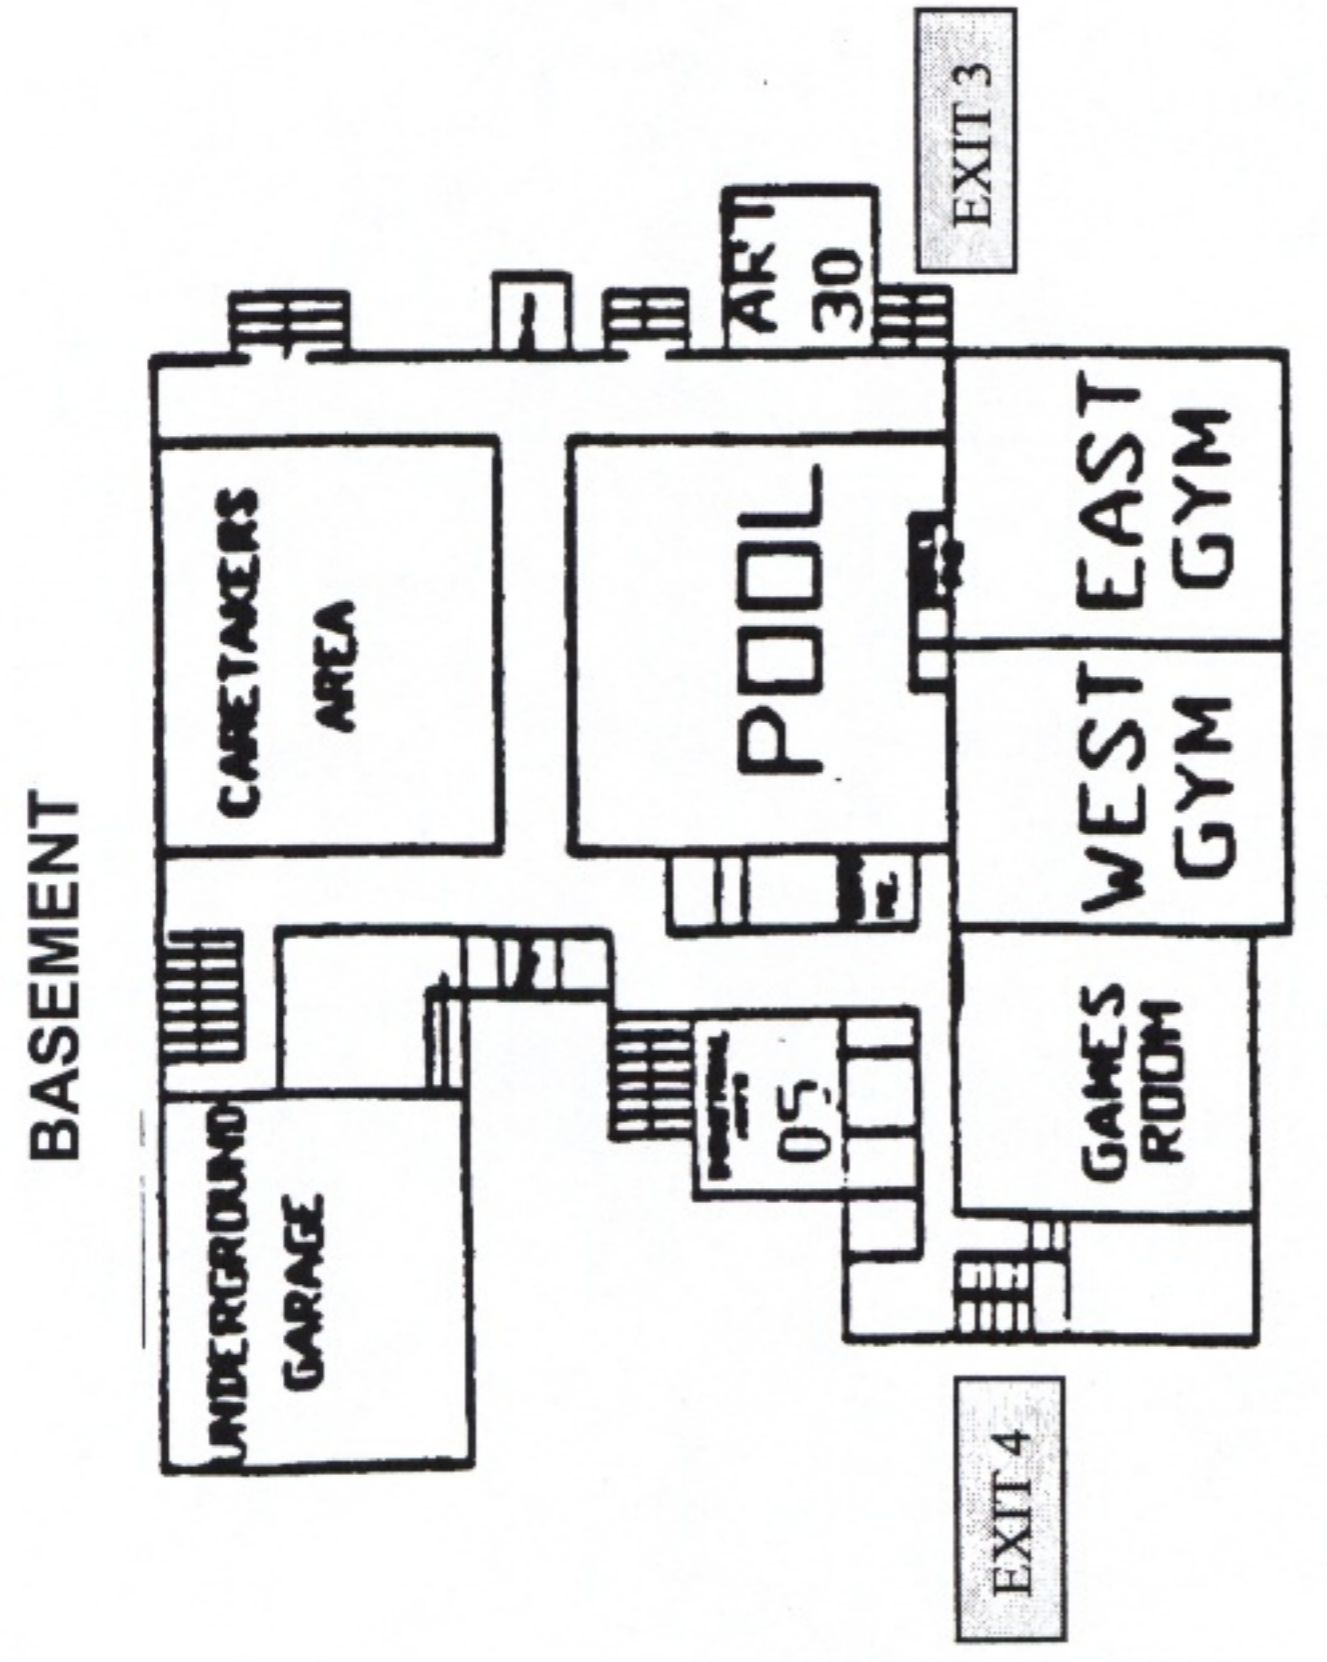 BASEMENT
UNDERGROUND
GARAGE
CARETAKERS
AREA
05
POOL
ART
30
EXIT 3
EXIT 4
GAMES
ROOM
WEST
GYM
EAST
GYM